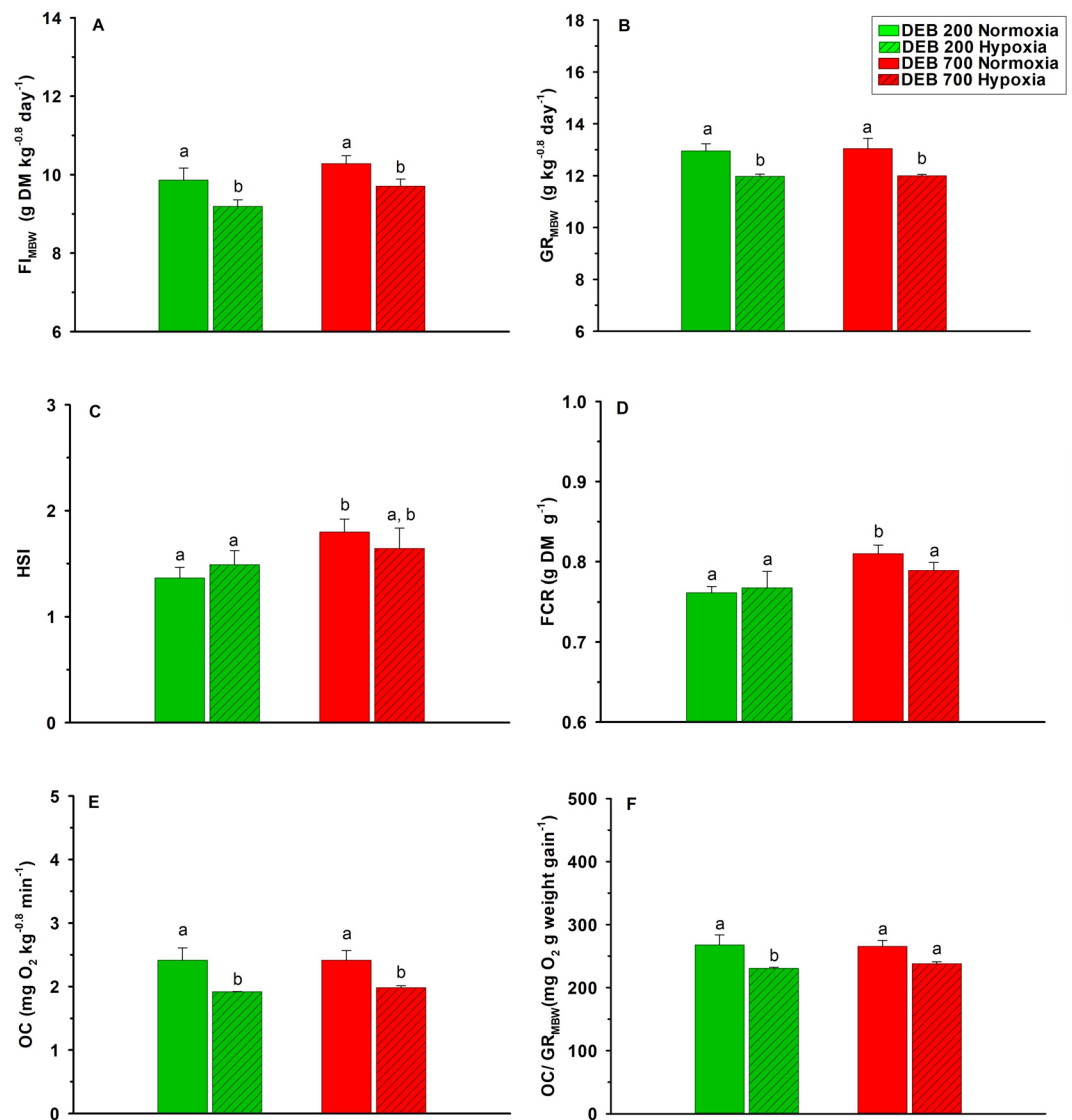 A
FI_MBW (g DM kg^-0.8 day^-1)
14
12
10
8
6
a
b
a
b
B
DEB 200 Normoxia
DEB 200 Hypoxia
DEB 700 Normoxia
DEB 700 Hypoxia
GR_MBW (g kg^-0.8 day^-1)
18
16
14
12
10
8
6
a
b
a
b
C
HSI
3
2
1
0
a
a
b
a, b
D
FCR (g DM g^-1)
1.0
0.9
0.8
0.7
0.6
a
a
b
a
E
OC (mg O2 kg^-0.8 min^-1)
5
4
3
2
1
0
a
b
a
b
F
OC/ GR_MBW(mg O2 g weight gain^-1)
500
400
300
200
100
0
a
b
a
a